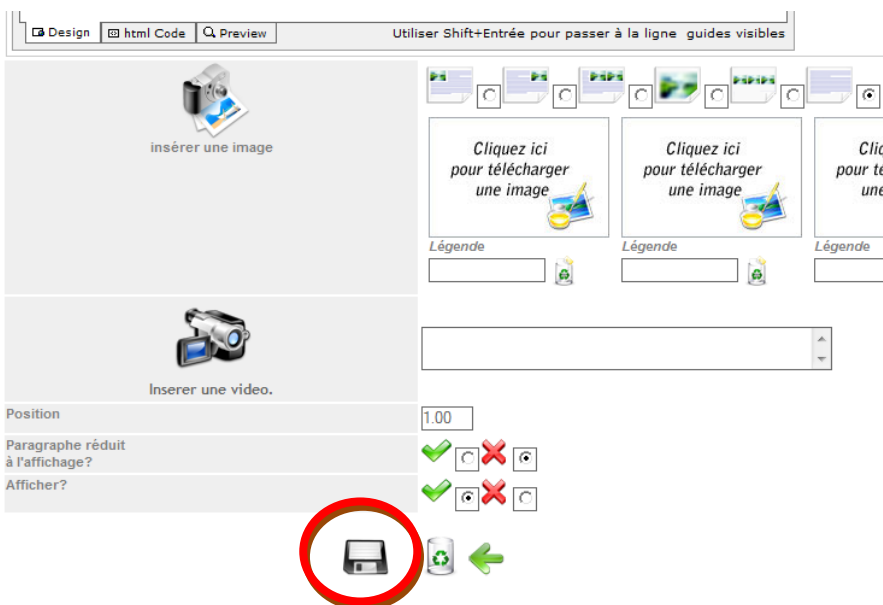 Design html Code Preview Utiliser Shift+Entrée pour passer à la ligne guides visibles
insérer une image
Cliquez ici
pour télécharger
une image
Cliquez ici
pour télécharger
une image
Légende Légende Légende
Inserer une video.
Position 1.00
Paragraphe réduit
à l'affichage?
Afficher?